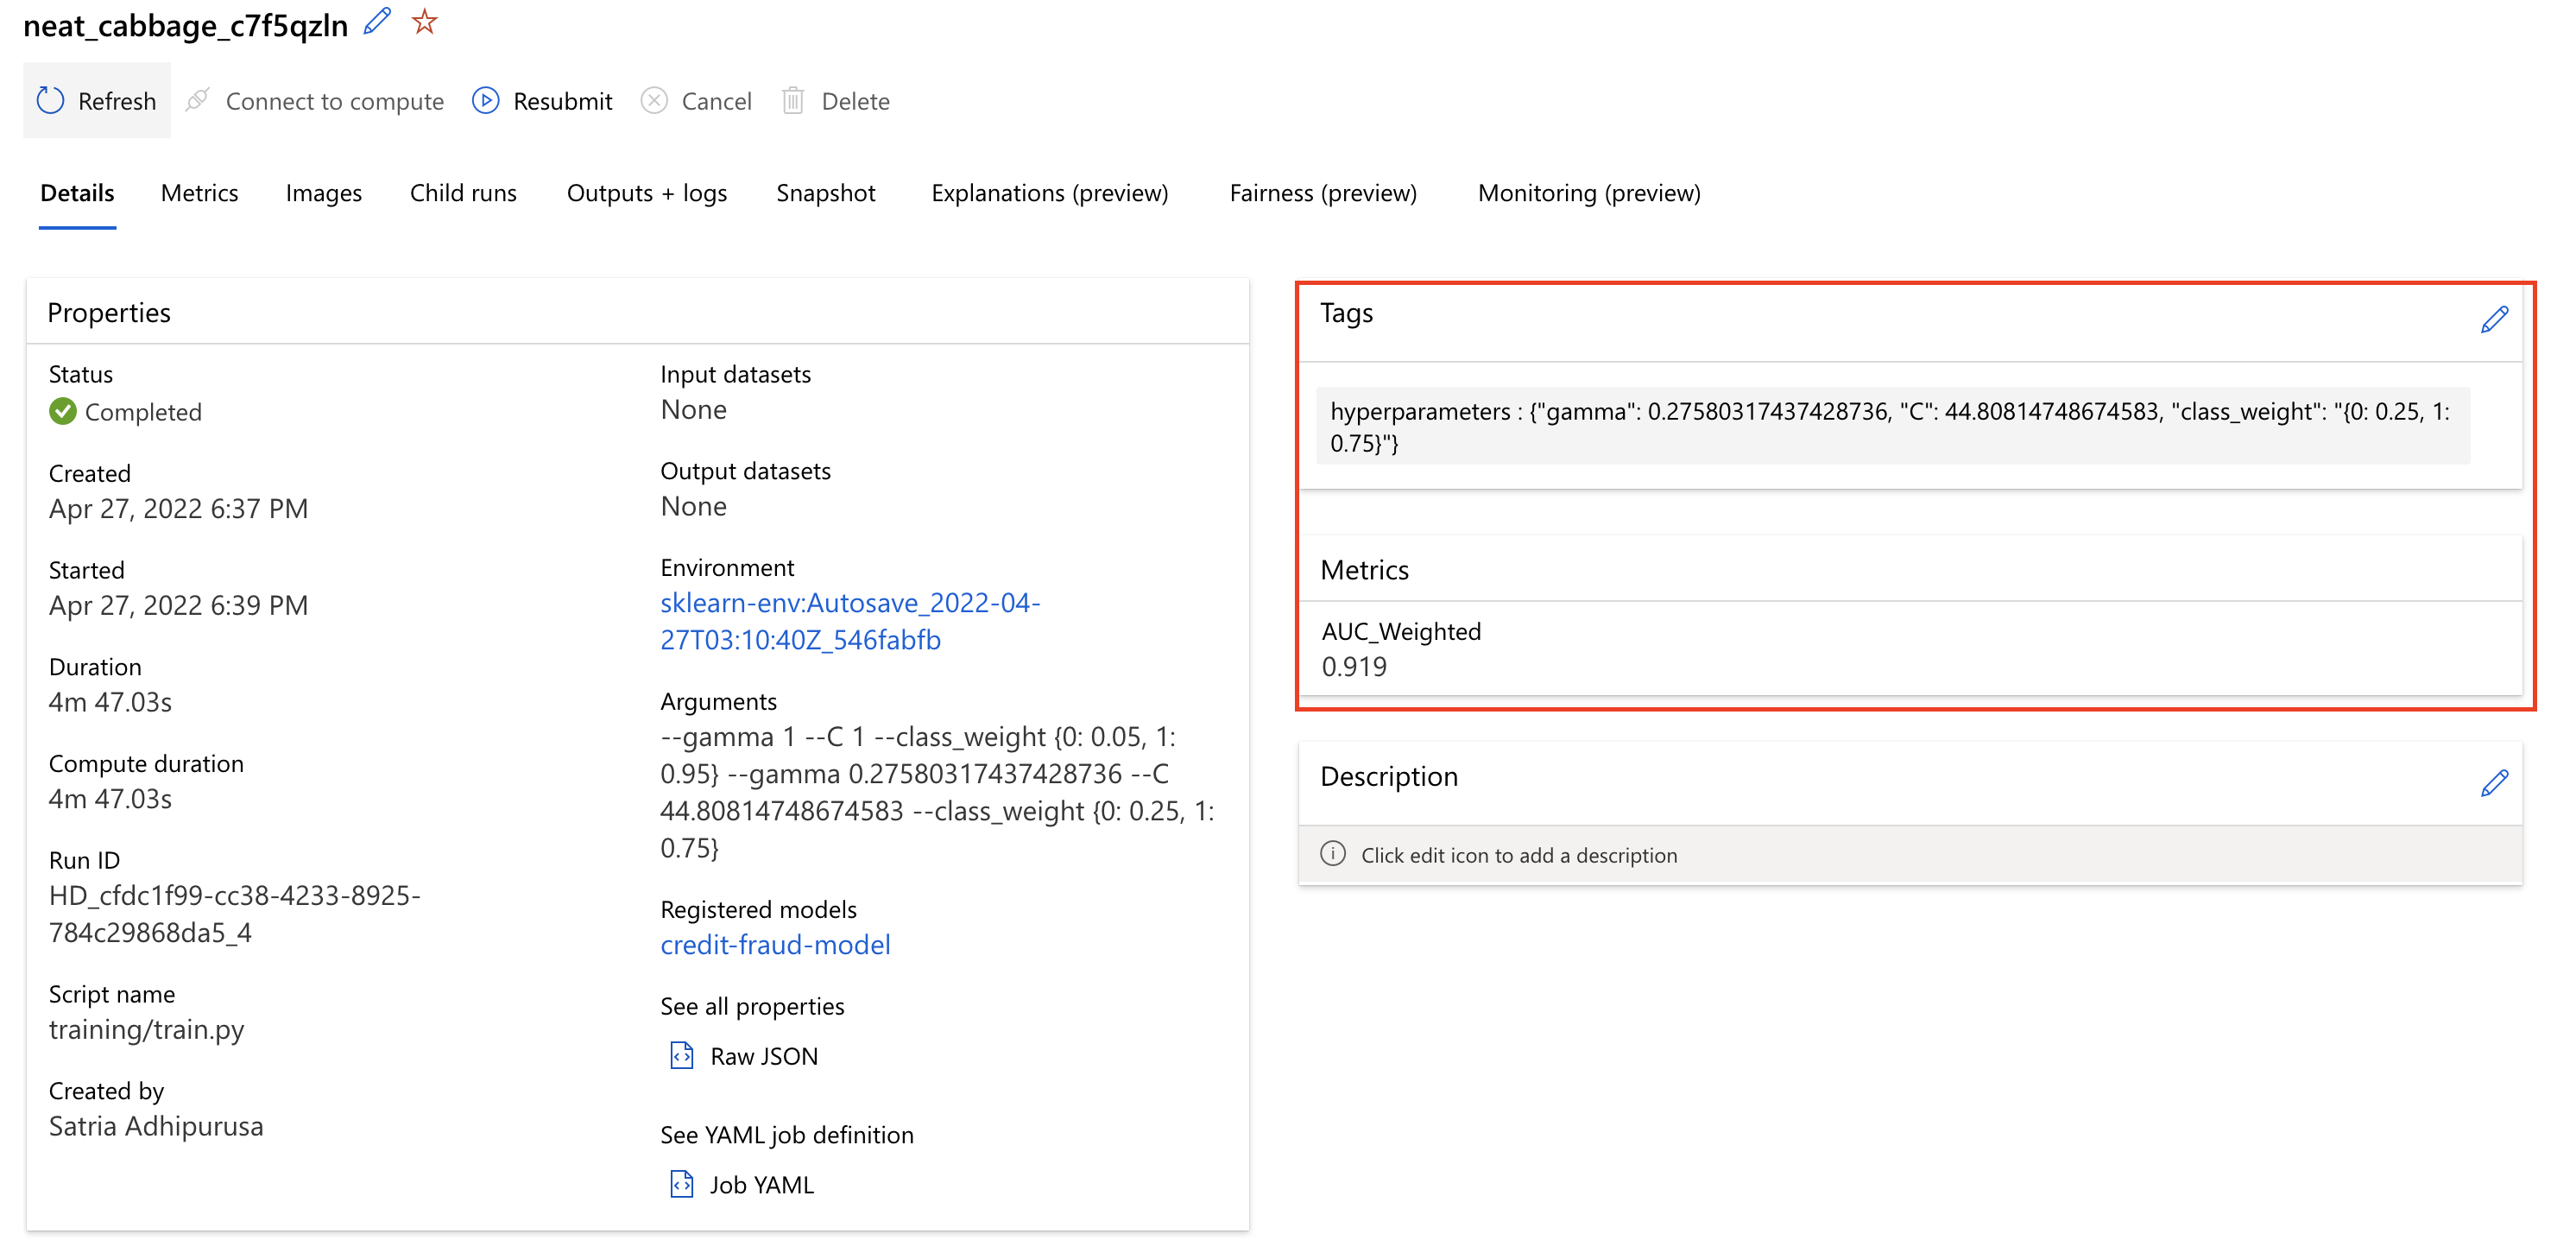 neat_cabbage_c7f5qzln
Refresh
Connect to compute
Resubmit
Cancel
Delete
Details
Metrics
Images
Child runs
Outputs + logs
Snapshot
Explanations (preview)
Fairness (preview)
Monitoring (preview)
Properties
Status
Completed
Created
Apr 27, 2022 6:37 PM
Started
Apr 27, 2022 6:39 PM
Duration
4m 47.03s
Compute duration
4m 47.03s
Run ID
HD_cfdc1f99-cc38-4233-8925-
784c29868da5_4
Script name
training/train.py
Created by
Satria Adhipurusa
Input datasets
None
Output datasets
None
Environment
sklearn-env:Autosave_2022-04-
27T03:10:40Z_546fabfb
Arguments
--gamma 1 --C 1 --class_weight {0: 0.05, 1:
0.95} --gamma 0.27580317437428736 --C
44.80814748674583 --class_weight {0: 0.25, 1:
0.75}
Registered models
credit-fraud-model
See all properties
Raw JSON
See YAML job definition
Job YAML
Tags
hyperparameters : {"gamma": 0.27580317437428736, "C": 44.80814748674583, "class_weight": "{0: 0.25, 1:
0.75}"}
Metrics
AUC_Weighted
0.919
Description
Click edit icon to add a description